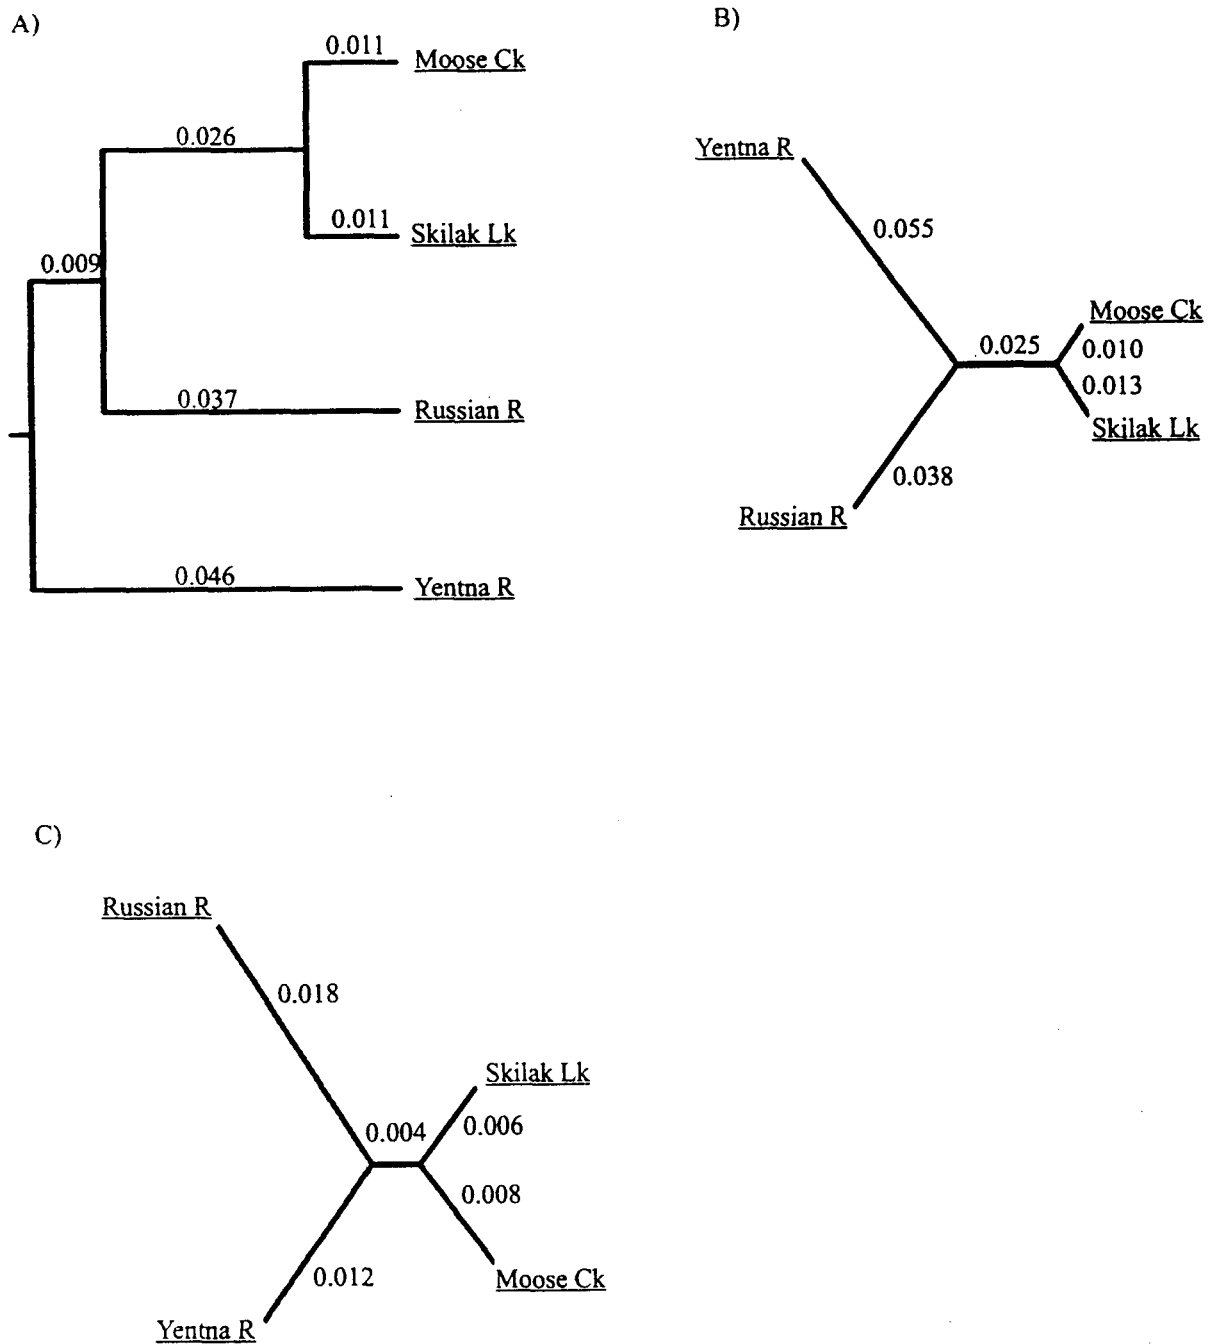 A)
0.011
Moose Ck
0.026
0.011
Skilak Lk
0.009
0.037
Russian R
0.046
Yentna R
B)
Yentna R
0.055
Moose Ck
0.025
0.010
0.013
Skilak Lk
0.038
Russian R
C)
Russian R
0.018
Skilak Lk
0.004
0.006
0.008
0.012
Moose Ck
Yentna R